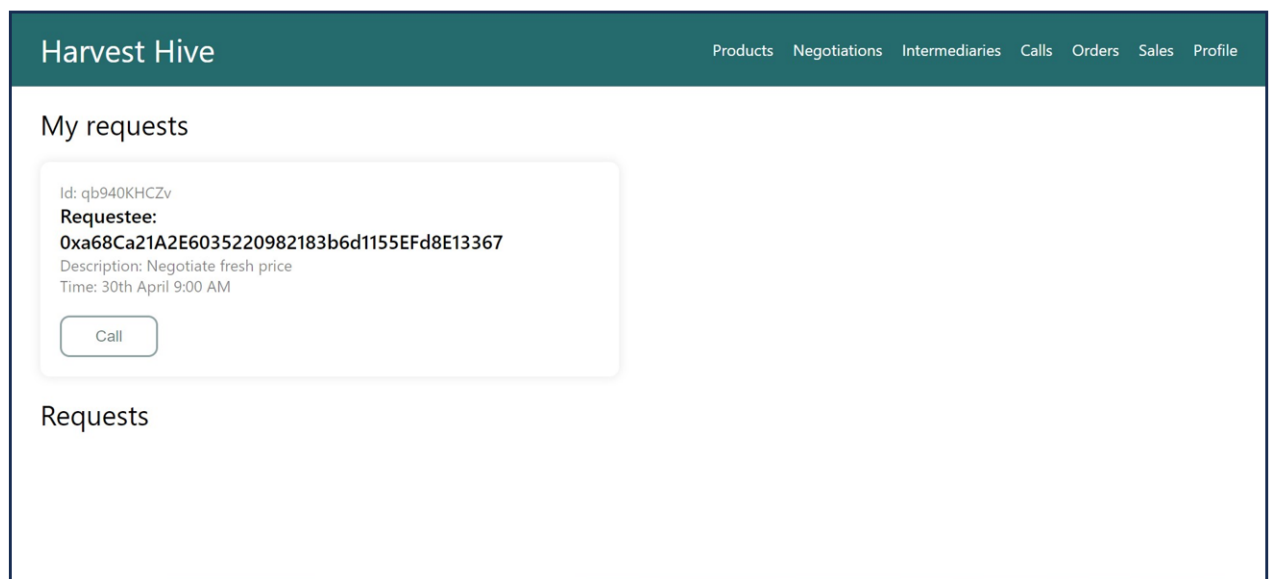 Harvest Hive
Products Negotiations Intermediaries Calls Orders Sales Profile
My requests
Id: qb940KHCZv
Requestee:
0xa68Ca21A2E6035220982183b6d1155EFd8E13367
Description: Negotiate fresh price
Time: 30th April 9:00 AM
Call
Requests